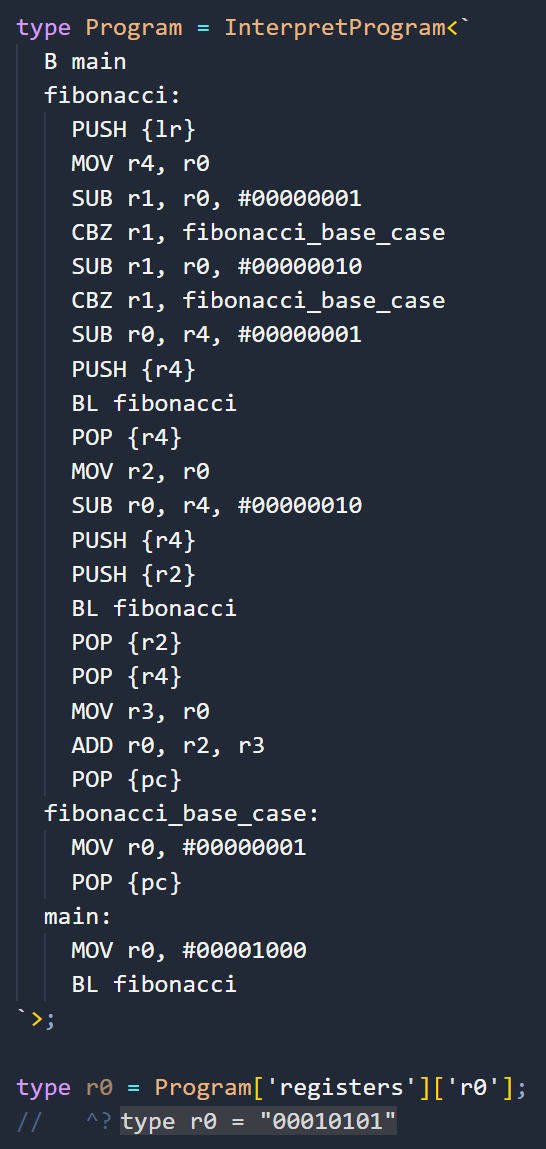 type Program = InterpretProgram<`
B main
fibonacci:
PUSH {lr}
MOV r4, r0
SUB r1, r0, #00000001
CBZ r1, fibonacci_base_case
SUB r1, r0, #00000010
CBZ r1, fibonacci_base_case
SUB r0, r4, #00000001
PUSH {r4}
BL fibonacci
POP {r4}
MOV r2, r0
SUB r0, r4, #00000010
PUSH {r4}
PUSH {r2}
BL fibonacci
POP {r2}
POP {r4}
MOV r3, r0
ADD r0, r2, r3
POP {pc}
fibonacci_base_case:
MOV r0, #00000001
POP {pc}
main:
MOV r0, #00001000
BL fibonacci
`>;
type r0 = Program['registers']['r0'];
// ^? type r0 = "00010101"